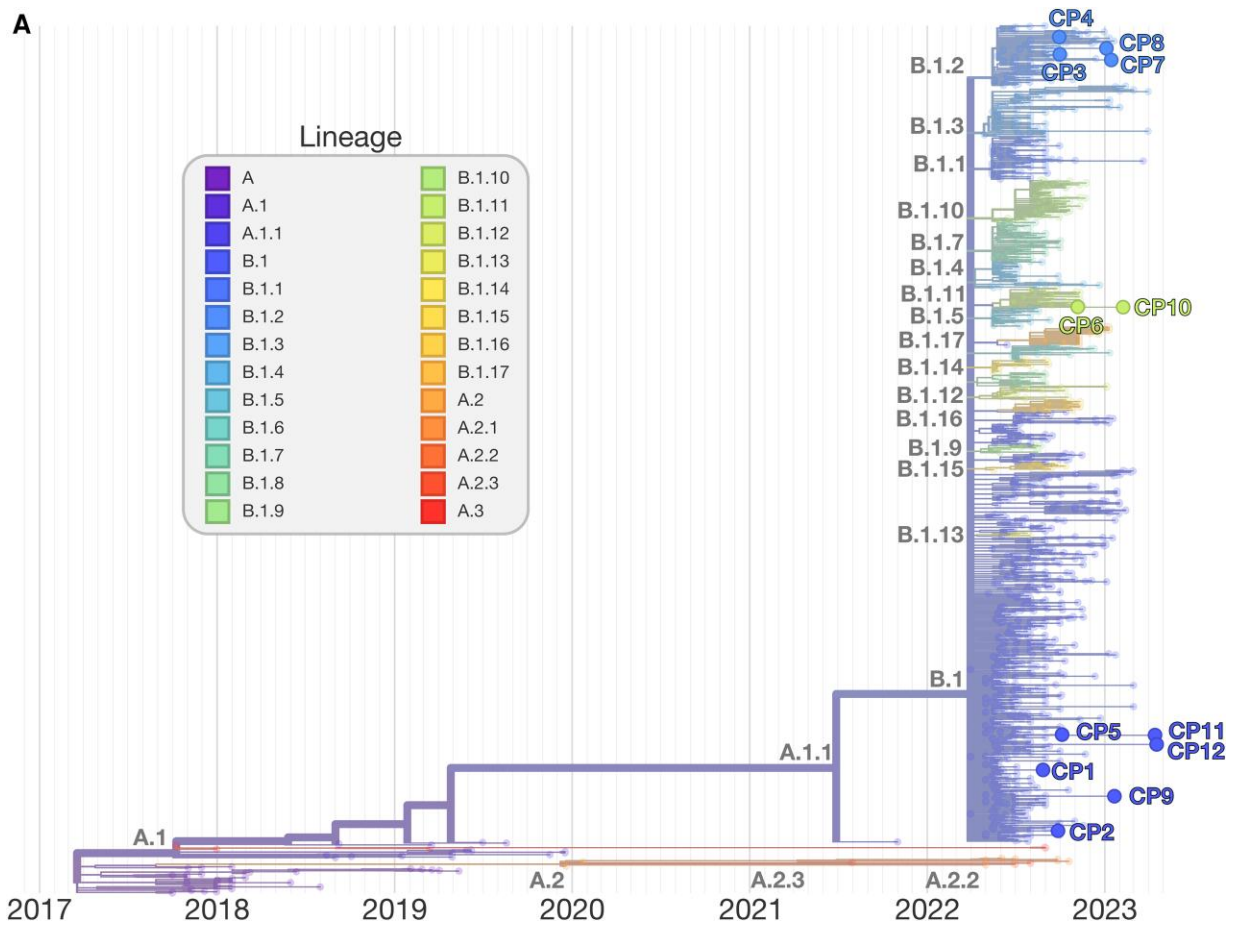 A
CP4
CP8
B.1.2
CP3
CP7
B.1.3
Lineage
B.1.1
A
A.1
A.1.1
B.1
B.1.1
B.1.2
B.1.3
B.1.4
B.1.5
B.1.6
B.1.7
B.1.8
B.1.9
B.1.10
B.1.11
B.1.12
B.1.13
B.1.14
B.1.15
B.1.16
B.1.17
A.2
A.2.1
A.2.2
A.2.3
A.3
B.1.10
B.1.7
B.1.4
B.1.11
CP10
B.1.5
CP6
B.1.17
B.1.14
B.1.12
B.1.16
B.1.9
B.1.15
B.1.13
B.1
CP5
CP11
A.1.1
CP12
CP1
CP9
A.1
CP2
A.2
A.2.3
A.2.2
2017 2018 2019 2020 2021 2022 2023